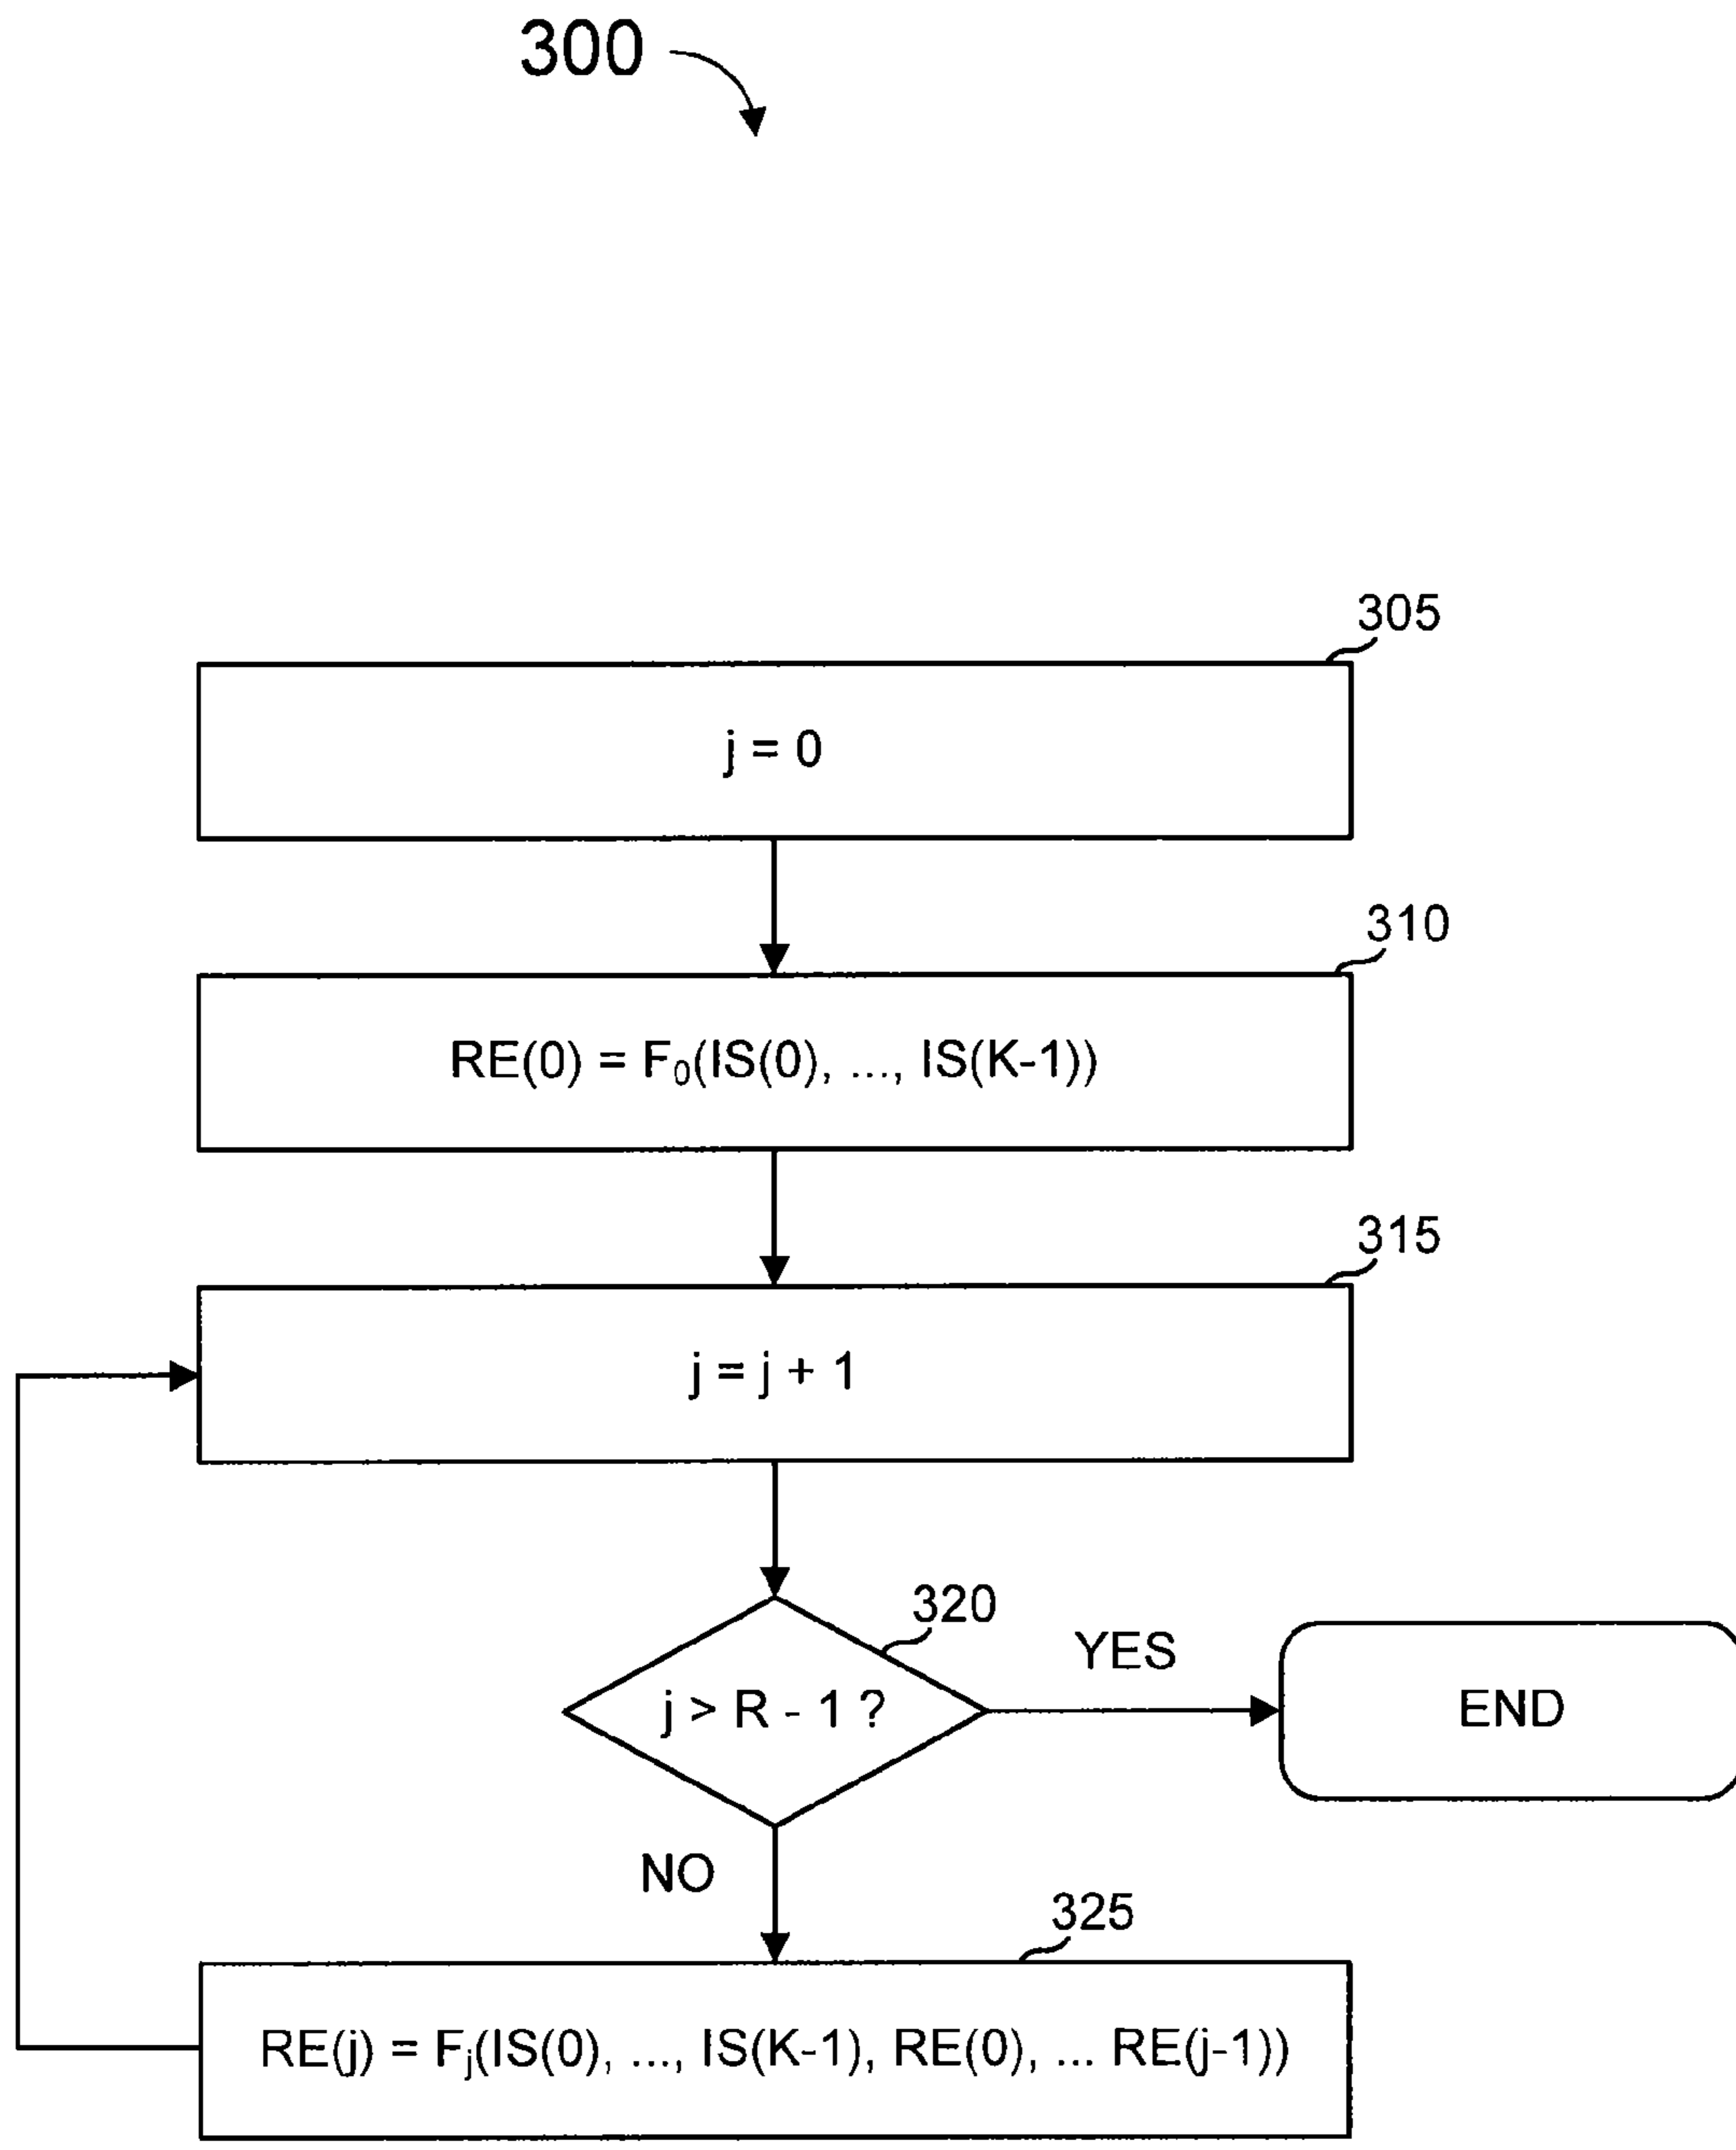 300
305
j = 0
310
RE(0) = F₀(IS(0), ..., IS(K-1))
315
j = j + 1
320
j > R - 1 ?
YES
END
NO
325
RE(j) = Fⱼ(IS(0), ..., IS(K-1), RE(0), ... RE(j-1))